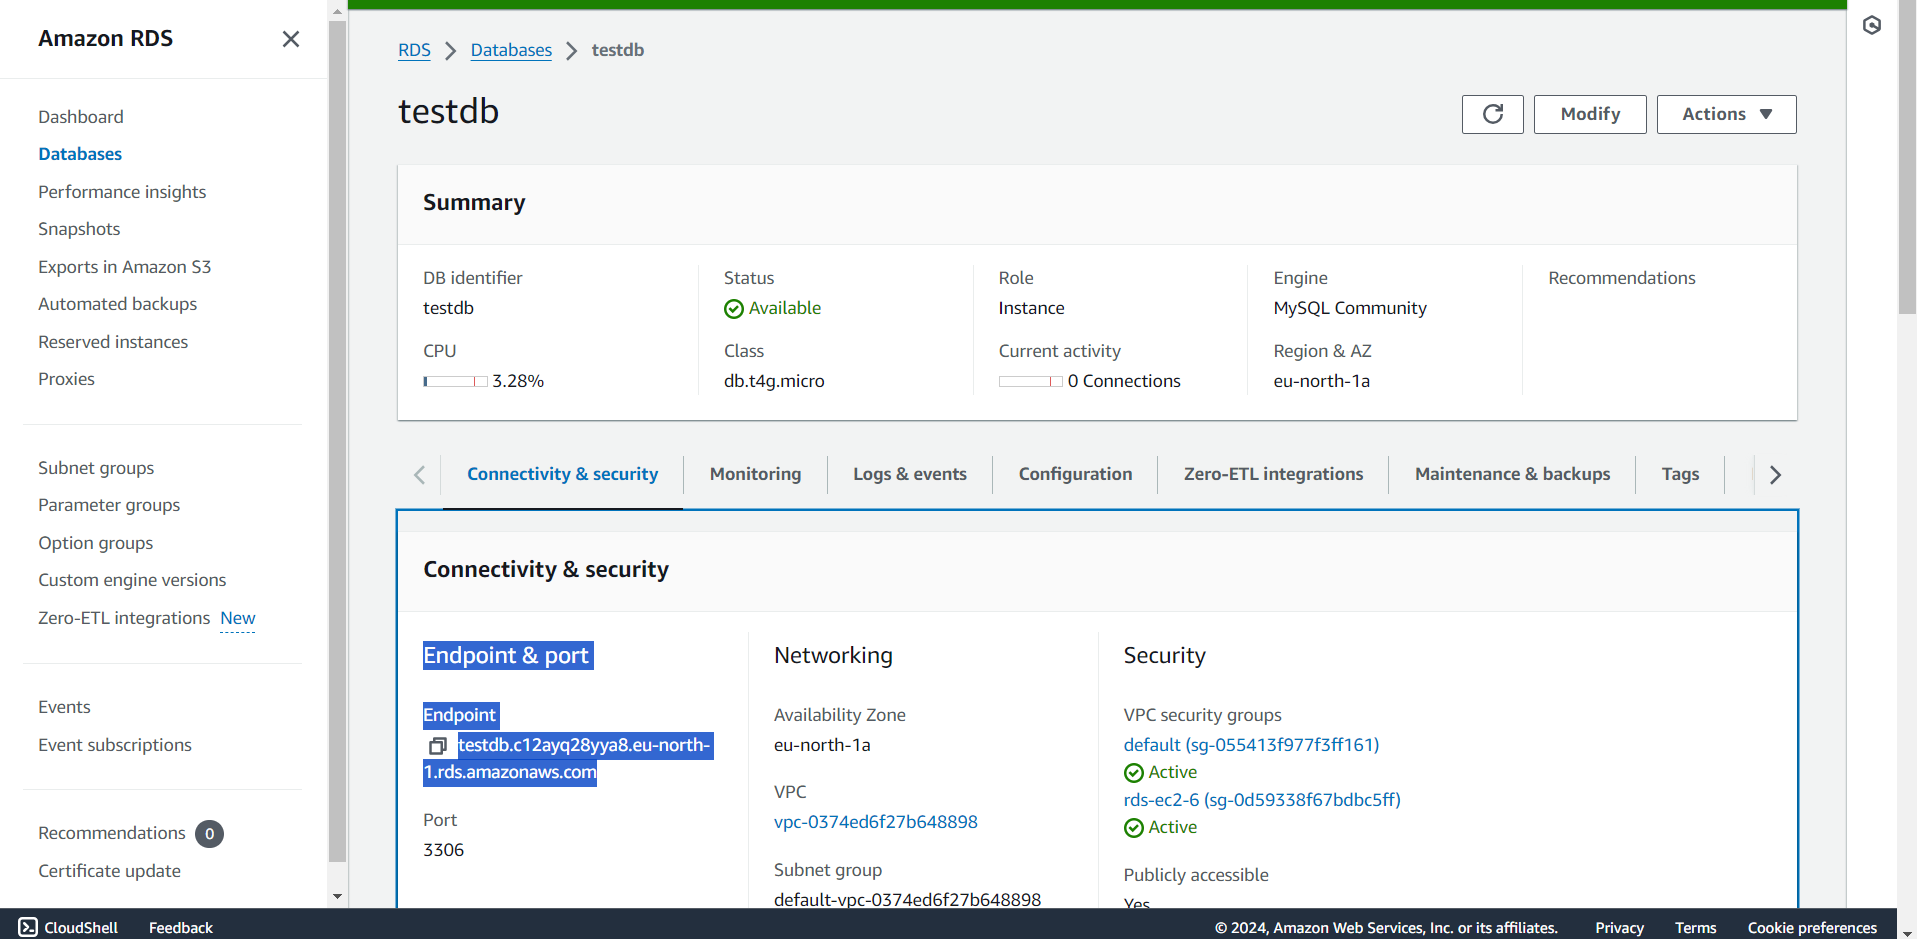 Amazon RDS
Dashboard
Databases
Performance insights
Snapshots
Exports in Amazon S3
Automated backups
Reserved instances
Proxies
Subnet groups
Parameter groups
Option groups
Custom engine versions
Zero-ETL integrations New
Events
Event subscriptions
Recommendations 0
Certificate update
RDS Databases testdb
testdb
Modify
Actions
Summary
DB identifier
testdb
Status
Available
Role
Instance
Engine
MySQL Community
Recommendations
CPU
3.28%
Class
db.t4g.micro
Current activity
0 Connections
Region & AZ
eu-north-1a
Connectivity & security Monitoring Logs & events Configuration Zero-ETL integrations Maintenance & backups Tags
Connectivity & security
Endpoint & port
Endpoint
testdb.c12ayq28yya8.eu-north-
1.rds.amazonaws.com
Port
3306
Networking
Availability Zone
eu-north-1a
VPC
vpc-0374ed6f27b648898
Subnet group
default-vpc-0374ed6f27b648898
Security
VPC security groups
default (sg-055413f977f3ff161)
Active
rds-ec2-6 (sg-0d59338f67bdbc5ff)
Active
Publicly accessible
Yes
CloudShell Feedback © 2024, Amazon Web Services, Inc. or its affiliates. Privacy Terms Cookie preferences